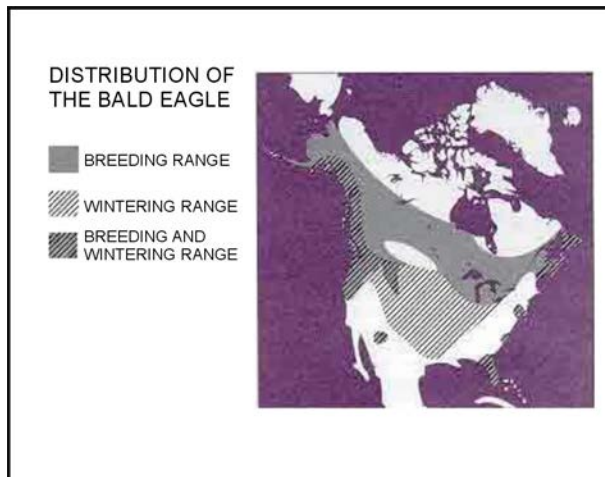 DISTRIBUTION OF
THE BALD EAGLE
BREEDING RANGE
WINTERING RANGE
BREEDING AND
WINTERING RANGE